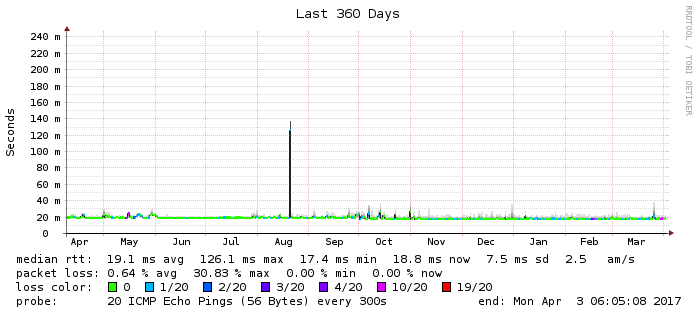 Last 360 Days
RRDTOOL / TOBI OETIKER
Seconds
240 m
220 m
200 m
180 m
160 m
140 m
120 m
100 m
80 m
60 m
40 m
20 m
0
Apr May Jun Jul Aug Sep Oct Nov Dec Jan Feb Mar
median rtt: 19.1 ms avg 126.1 ms max 17.4 ms min 18.8 ms now 7.5 ms sd 2.5 am/s
packet loss: 0.64 % avg 30.83 % max 0.00 % min 0.00 % now
loss color: 0 1/20 2/20 3/20 4/20 10/20 19/20
probe: 20 ICMP Echo Pings (56 Bytes) every 300s end: Mon Apr 3 06:05:08 2017